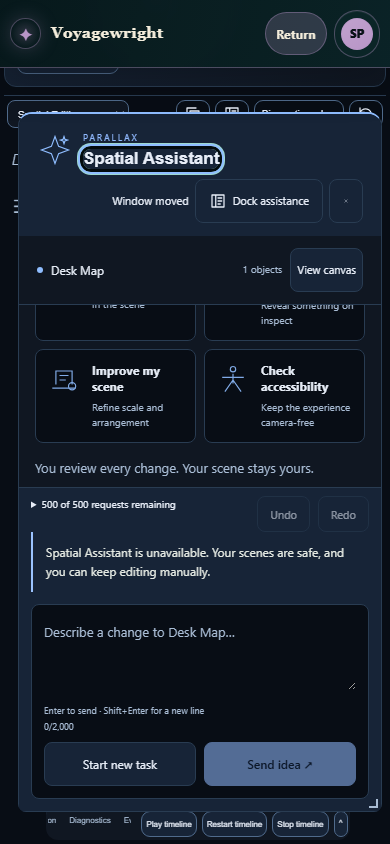 Voyagewright
Return
SP
PARALLAX
Spatial Assistant
Window moved
Dock assistance
Desk Map
1 objects
View canvas
in the scene
Reveal something on
inspect
Improve my
scene
Refine scale and
arrangement
Check
accessibility
Keep the experience
camera-free
You review every change. Your scene stays yours.
500 of 500 requests remaining
Undo
Redo
Spatial Assistant is unavailable. Your scenes are safe, and
you can keep editing manually.
Describe a change to Desk Map...
Enter to send · Shift+Enter for a new line
0/2,000
Start new task
Send idea ↗
on
Diagnostics
Play timeline
Restart timeline
Stop timeline